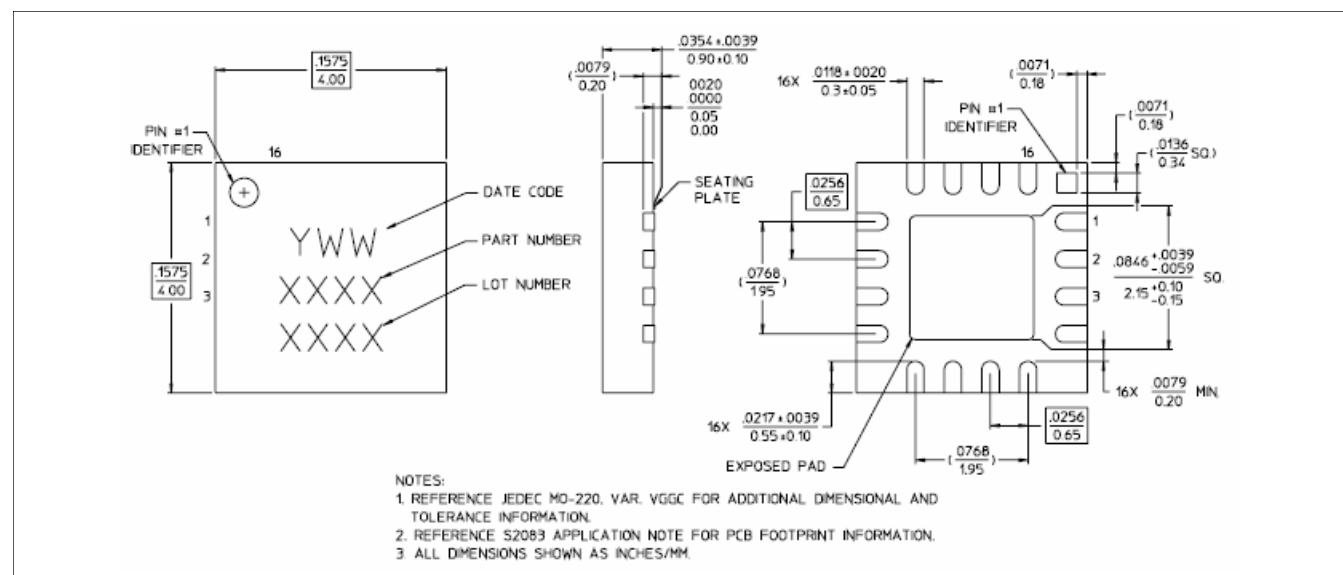 .1575
4.00
PIN #1
IDENTIFIER
16
1
2
3
.1575
4.00
YWW
XXXX
XXXX
DATE CODE
PART NUMBER
LOT NUMBER
.0354±.0039
0.90±0.10
(.0079
0.20)
0020
0000
0.05
0.00
SEATING
PLATE
16X .0118±0020
0.3±0.05
(.0071
0.18)
PIN #1
IDENTIFIER
16
(.0071
0.18)
(.0136
0.34 SQ.)
.0256
0.65
(.0768
1.95)
1
2
3
.0846 +.0039
-.0059 SQ.
2.15 +0.10
-0.15
16X .0217±.0039
0.55±0.10
16X .0079 MIN.
0.20
.0256
0.65
(.0768
1.95)
EXPOSED PAD
NOTES:
1. REFERENCE JEDEC MO-220, VAR. VGGC FOR ADDITIONAL DIMENSIONAL AND
TOLERANCE INFORMATION.
2. REFERENCE S2083 APPLICATION NOTE FOR PCB FOOTPRINT INFORMATION.
3 ALL DIMENSIONS SHOWN AS INCHES/MM.